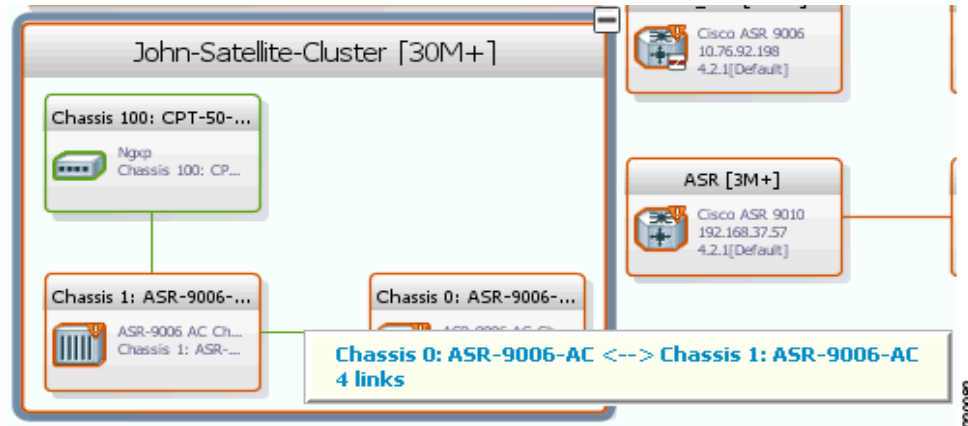 John-Satellite-Cluster [30M+]
Chassis 100: CPT-50-...
Ngxp
Chassis 100: CP...
Chassis 1: ASR-9006-...
ASR-9006 AC Ch...
Chassis 1: ASR-...
Chassis 0: ASR-9006-...
Chassis 0: ASR-9006-AC <--> Chassis 1: ASR-9006-AC
4 links
Cisco ASR 9006
10.76.92.198
4.2.1[Default]
ASR [3M+]
Cisco ASR 9010
192.168.37.57
4.2.1[Default]